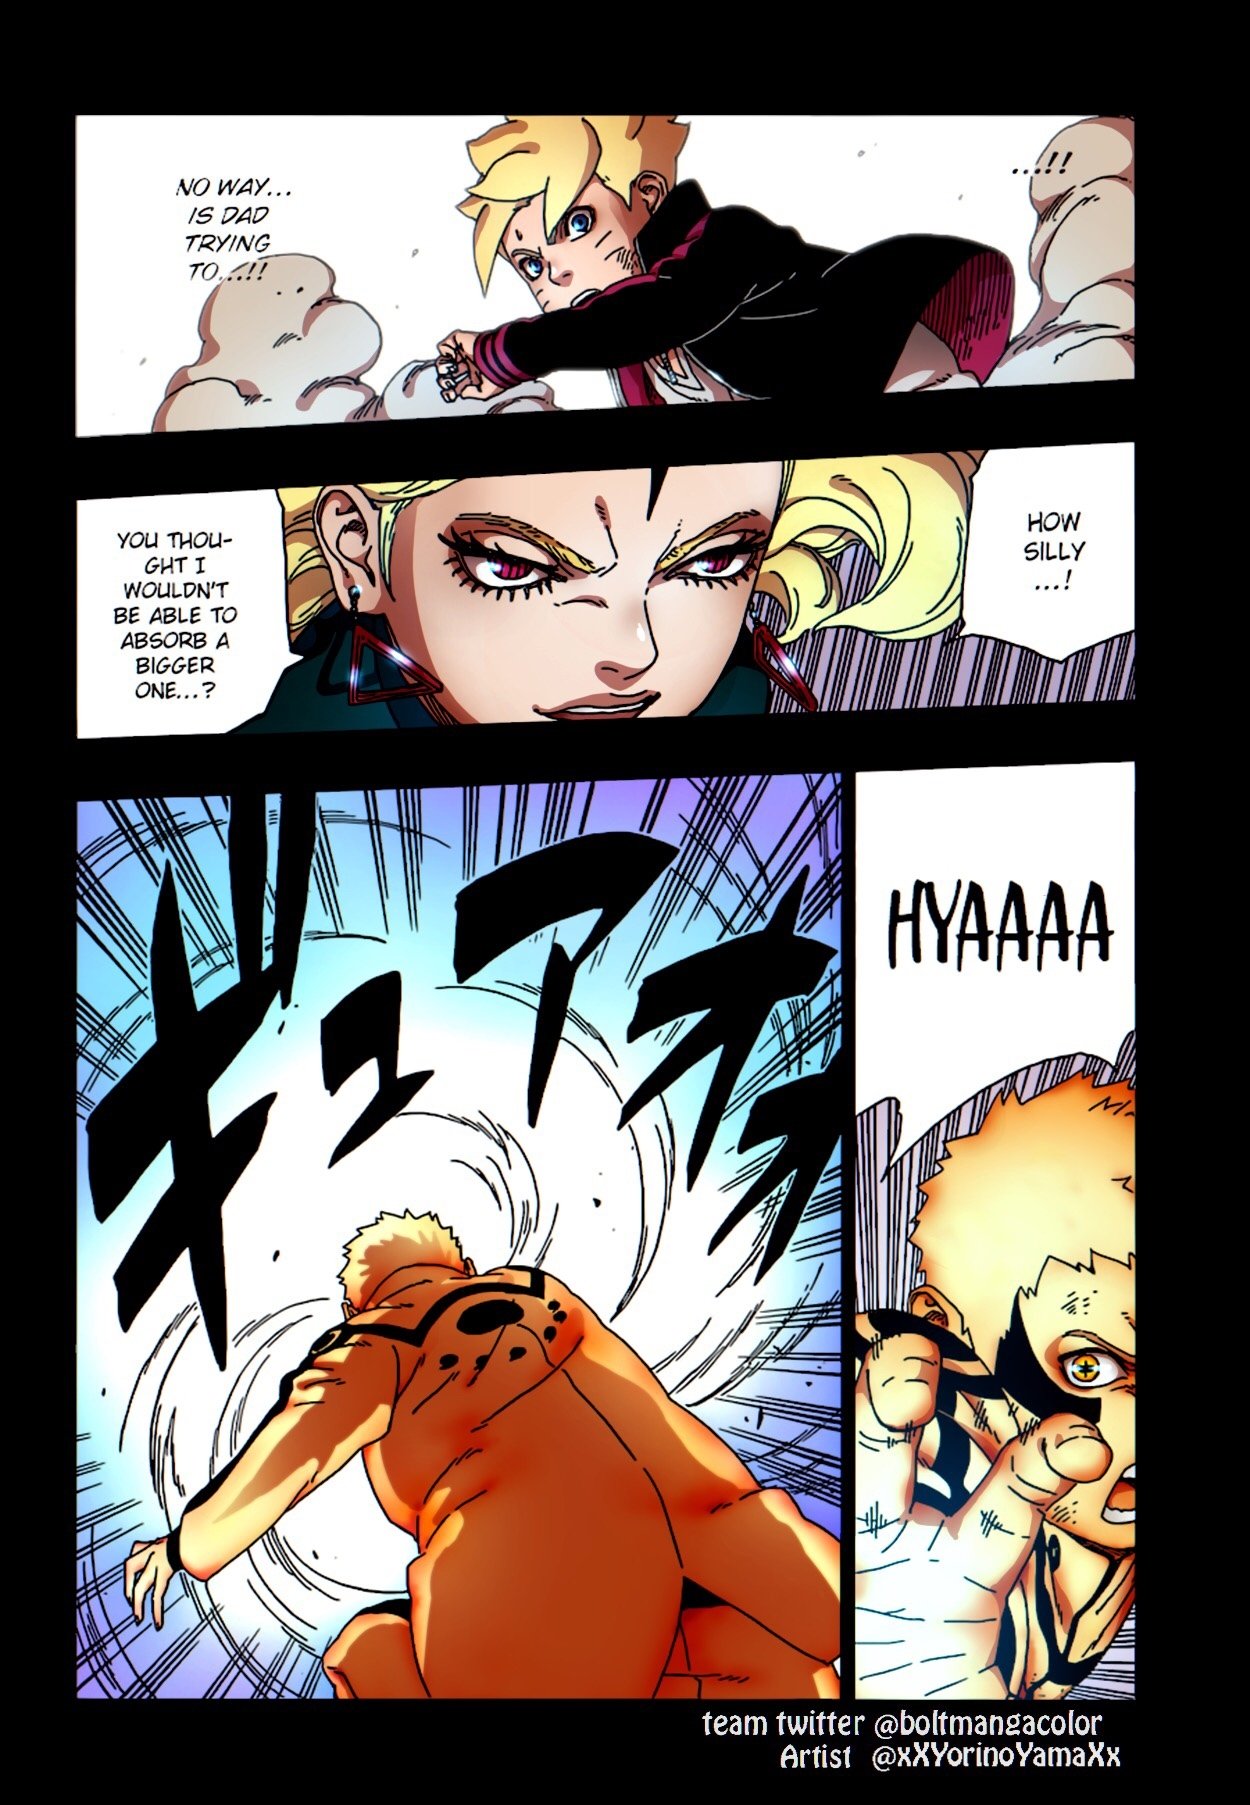 ...!!
NO WAY...
IS DAD
TRYING
TO...!!
HOW
SILLY
...!
YOU THOU-
GHT I
WOULDN'T
BE ABLE TO
ABSORB A
BIGGER
ONE...?
HYAAAA
ギュアオオ
team twitter @boltmangacolor
Artist @xXYorinoYamaXx